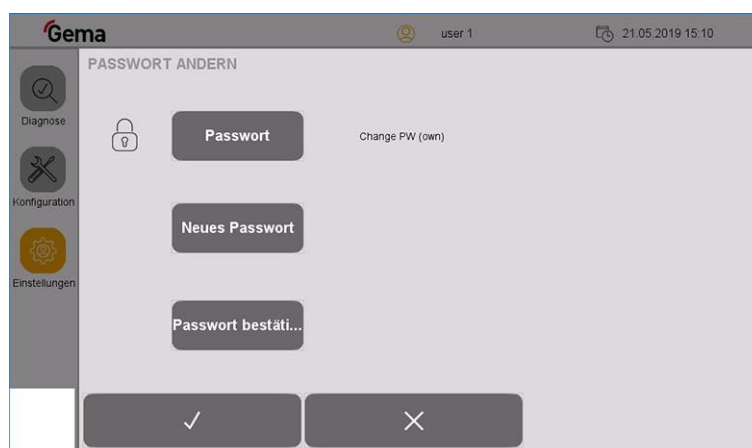 Gema
user 1
21.05.2019 15:10
PASSWORT ANDERN
Diagnose
Passwort
Change PW (own)
Konfiguration
Neues Passwort
Einstellungen
Passwort bestäti...